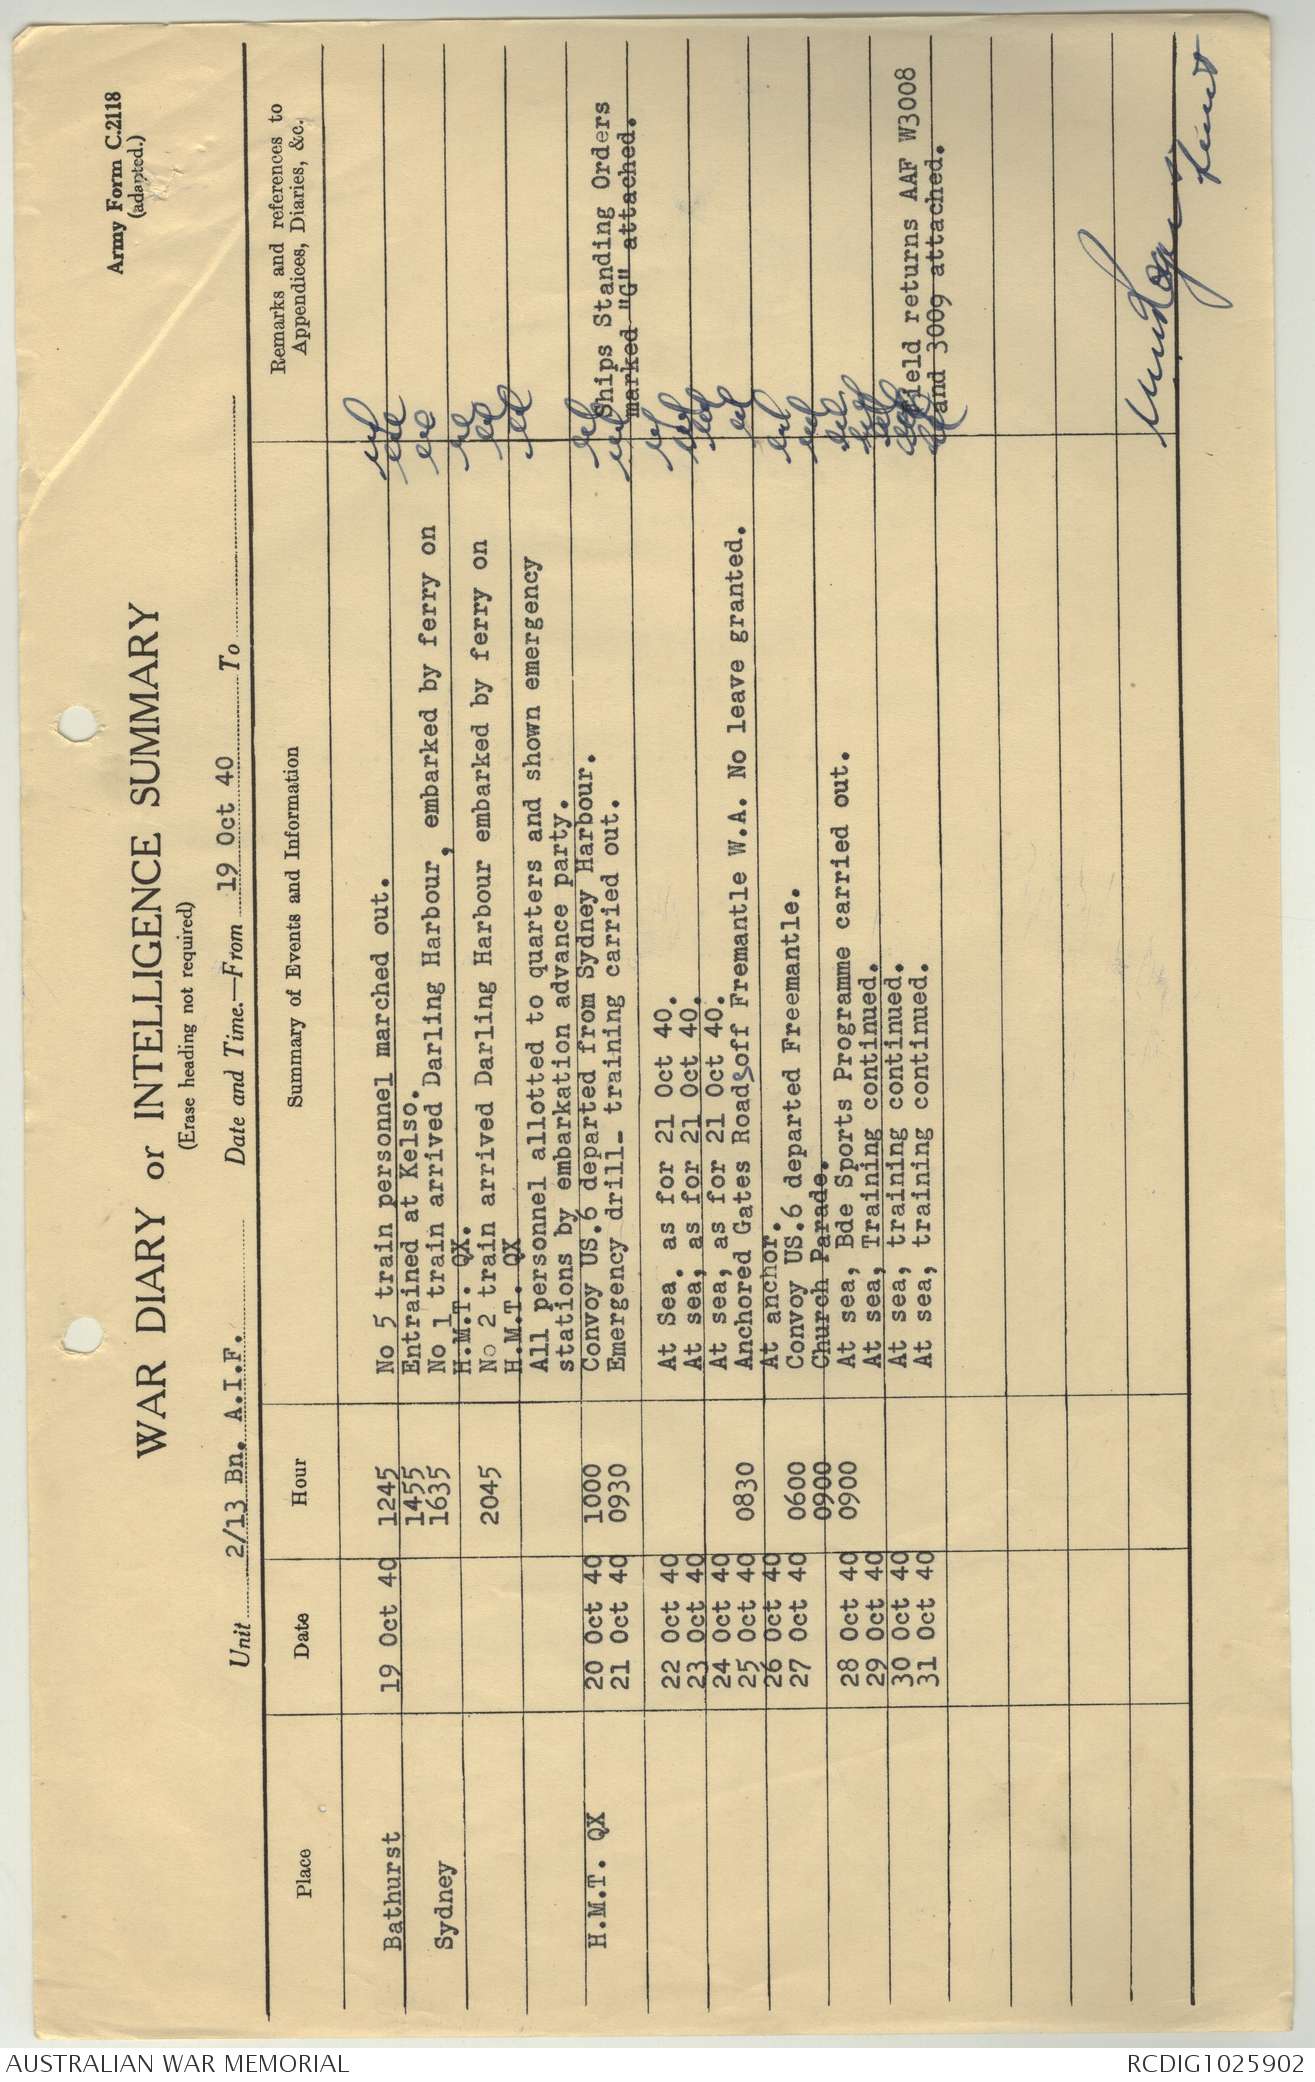 Army Form C.2118
(adapted.)
WAR DIARY or INTELLIGENCE SUMMARY
(Erase heading not required)
Unit 2/13 Bn. A.I.F. Date and Time.—From 19 Oct 40 To
Place Date Hour Summary of Events and Information Remarks and references to
Appendices, Diaries, &c.
Bathurst 19 Oct 40 1245 No 5 train personnel marched out.
1455 Entrained at Kelso.
Sydney 1635 No 1 train arrived Darling Harbour, embarked by ferry on
H.M.T. QX.
2045 No 2 train arrived Darling Harbour embarked by ferry on
H.M.T. QX
All personnel allotted to quarters and shown emergency
stations by embarkation advance party.
H.M.T. QX 20 Oct 40 1000 Convoy US.6 departed from Sydney Harbour. Ships Standing Orders
21 Oct 40 0930 Emergency drill- training carried out. marked "G" attached.
22 Oct 40 At Sea. as for 21 Oct 40.
23 Oct 40 At sea, as for 21 Oct 40.
24 Oct 40 At sea, as for 21 Oct 40.
25 Oct 40 0830 Anchored Gates Roads off Fremantle W.A. No leave granted.
26 Oct 40 At anchor.
27 Oct 40 0600 Convoy US.6 departed Freemantle.
0900 Church Parade.
28 Oct 40 0900 At sea, Bde Sports Programme carried out.
29 Oct 40 At sea, Training continued.
30 Oct 40 At sea, training continued. Field returns AAF W3008
31 Oct 40 At sea, training continued. and 3009 attached.
Lieut
AUSTRALIAN WAR MEMORIAL RCDIG1025902